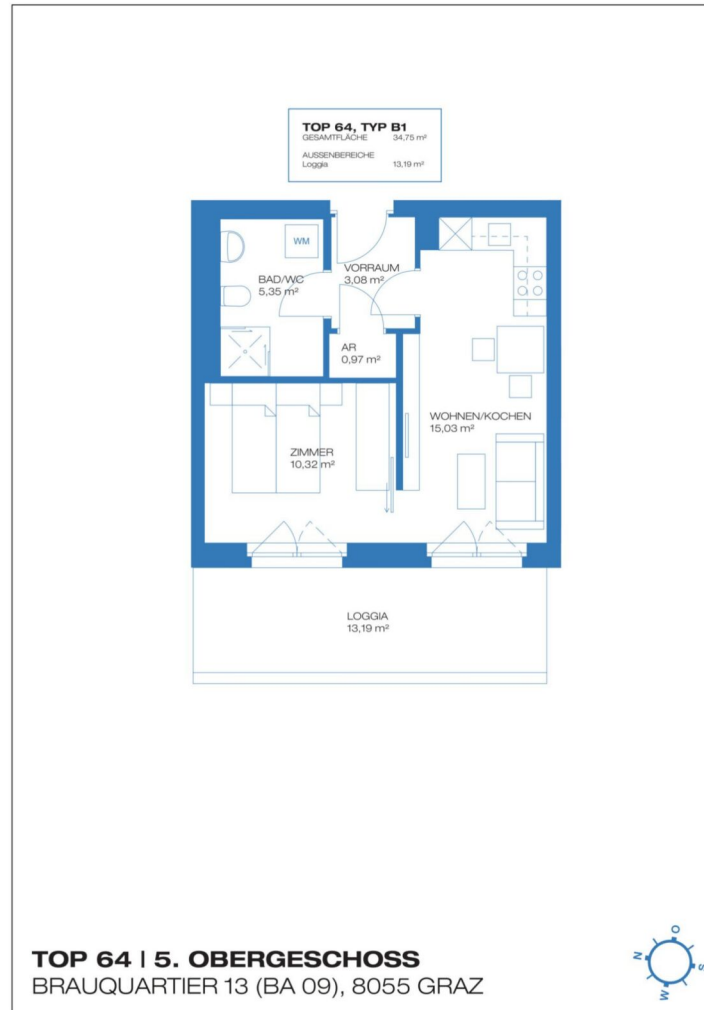 TOP 64, TYP B1
GESAMTFLÄCHE 34,75 m²
AUSSENBEREICHE
Loggia 13,19 m²
WM
BAD/WC
5,35 m²
VORRAUM
3,08 m²
AR
0,97 m²
WOHNEN/KOCHEN
15,03 m²
ZIMMER
10,32 m²
LOGGIA
13,19 m²
TOP 64 | 5. OBERGESCHOSS
BRAUQUARTIER 13 (BA 09), 8055 GRAZ
N
O
S
W